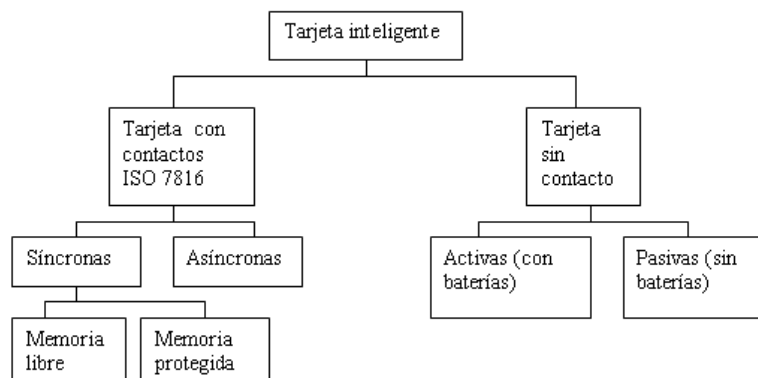 Tarjeta inteligente
Tarjeta con
contactos
ISO 7816
Tarjeta
sin
contacto
Síncronas
Asíncronas
Activas (con
baterías)
Pasivas (sin
baterías)
Memoria
libre
Memoria
protegida